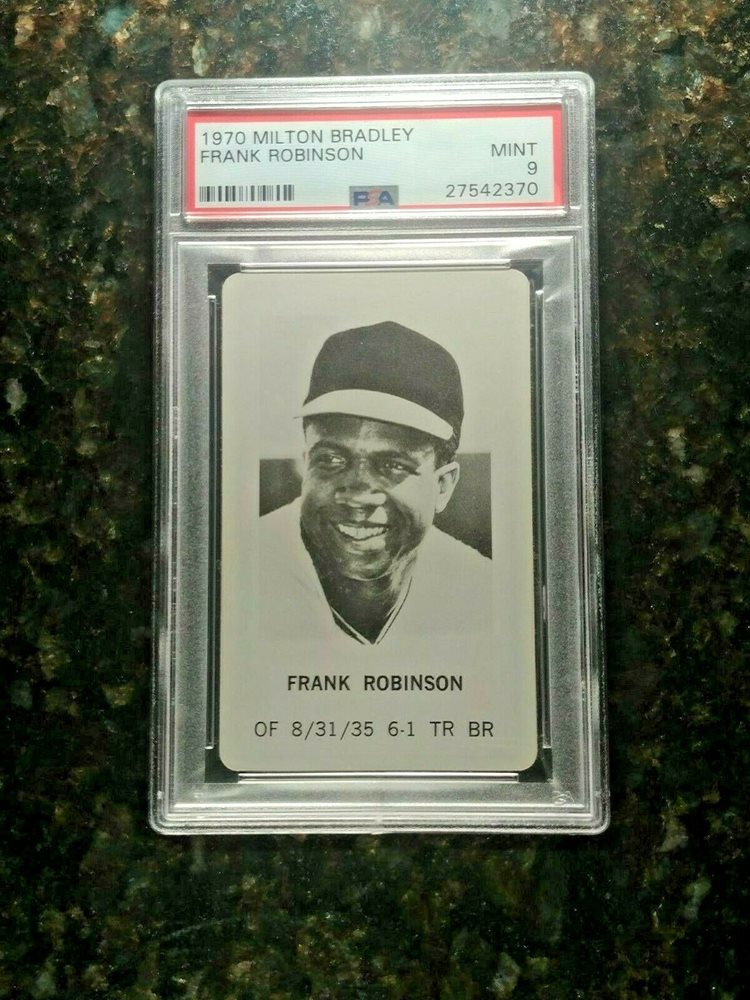 1970 MILTON BRADLEY
FRANK ROBINSON MINT
9
PSA 27542370
FRANK ROBINSON
OF 8/31/35 6-1 TR BR